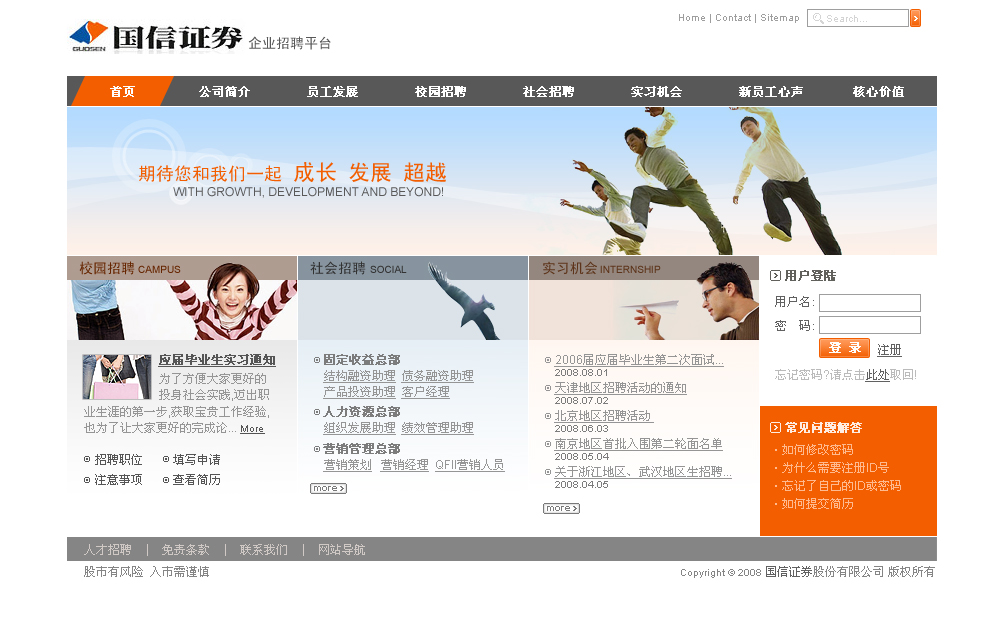 Home | Contact | Sitemap Search...
GUOSEN 国信证券 企业招聘平台
首页 公司简介 员工发展 校园招聘 社会招聘 实习机会 新员工心声 核心价值
期待您和我们一起 成长 发展 超越
WITH GROWTH, DEVELOPMENT AND BEYOND!
校园招聘 CAMPUS
应届毕业生实习通知
为了方便大家更好的
投身社会实践,迈出职
业生涯的第一步,获取宝贵工作经验,
也为了让大家更好的完成论... More
招聘职位 填写申请
注意事项 查看简历
社会招聘 SOCIAL
固定收益总部
结构融资助理 债务融资助理
产品投资助理 客户经理
人力资源总部
组织发展助理 绩效管理助理
营销管理总部
营销策划 营销经理 QFII营销人员
more
实习机会 INTERNSHIP
2006届应届毕业生第二次面试...
2008.08.01
天津地区招聘活动的通知
2008.07.02
北京地区招聘活动
2008.06.03
南京地区首批入围第二轮面名单
2008.05.04
关于浙江地区、武汉地区生招聘...
2008.04.05
more
用户登陆
用户名:
密 码:
登 录 注册
忘记密码?请点击此处取回!
常见问题解答
· 如何修改密码
· 为什么需要注册ID号
· 忘记了自己的ID或密码
· 如何提交简历
人才招聘 | 免责条款 | 联系我们 | 网站导航
股市有风险 入市需谨慎
Copyright © 2008 国信证券股份有限公司 版权所有